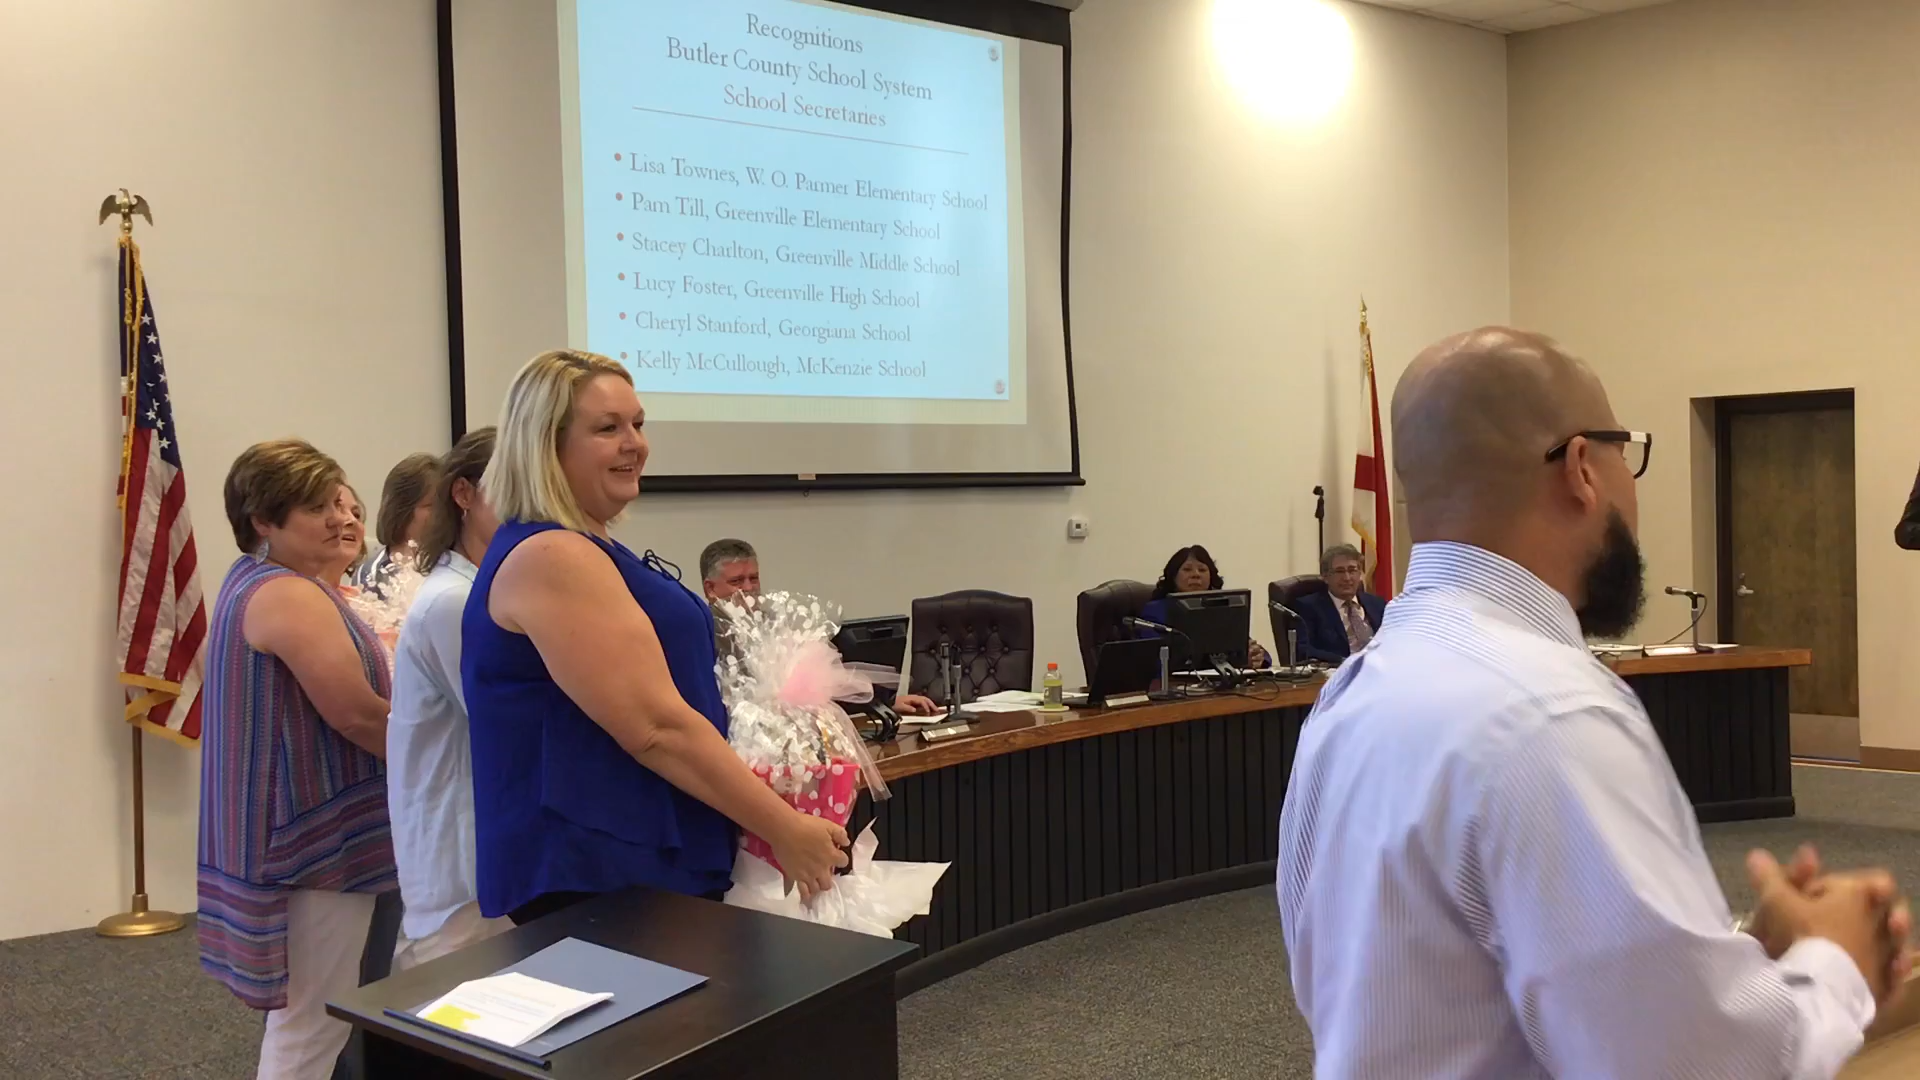 Recognitions
Butler County School System
School Secretaries
• Lisa Townes, W. O. Parmer Elementary School
• Pam Till, Greenville Elementary School
• Stacey Charlton, Greenville Middle School
• Lucy Foster, Greenville High School
• Cheryl Stanford, Georgiana School
• Kelly McCullough, McKenzie School